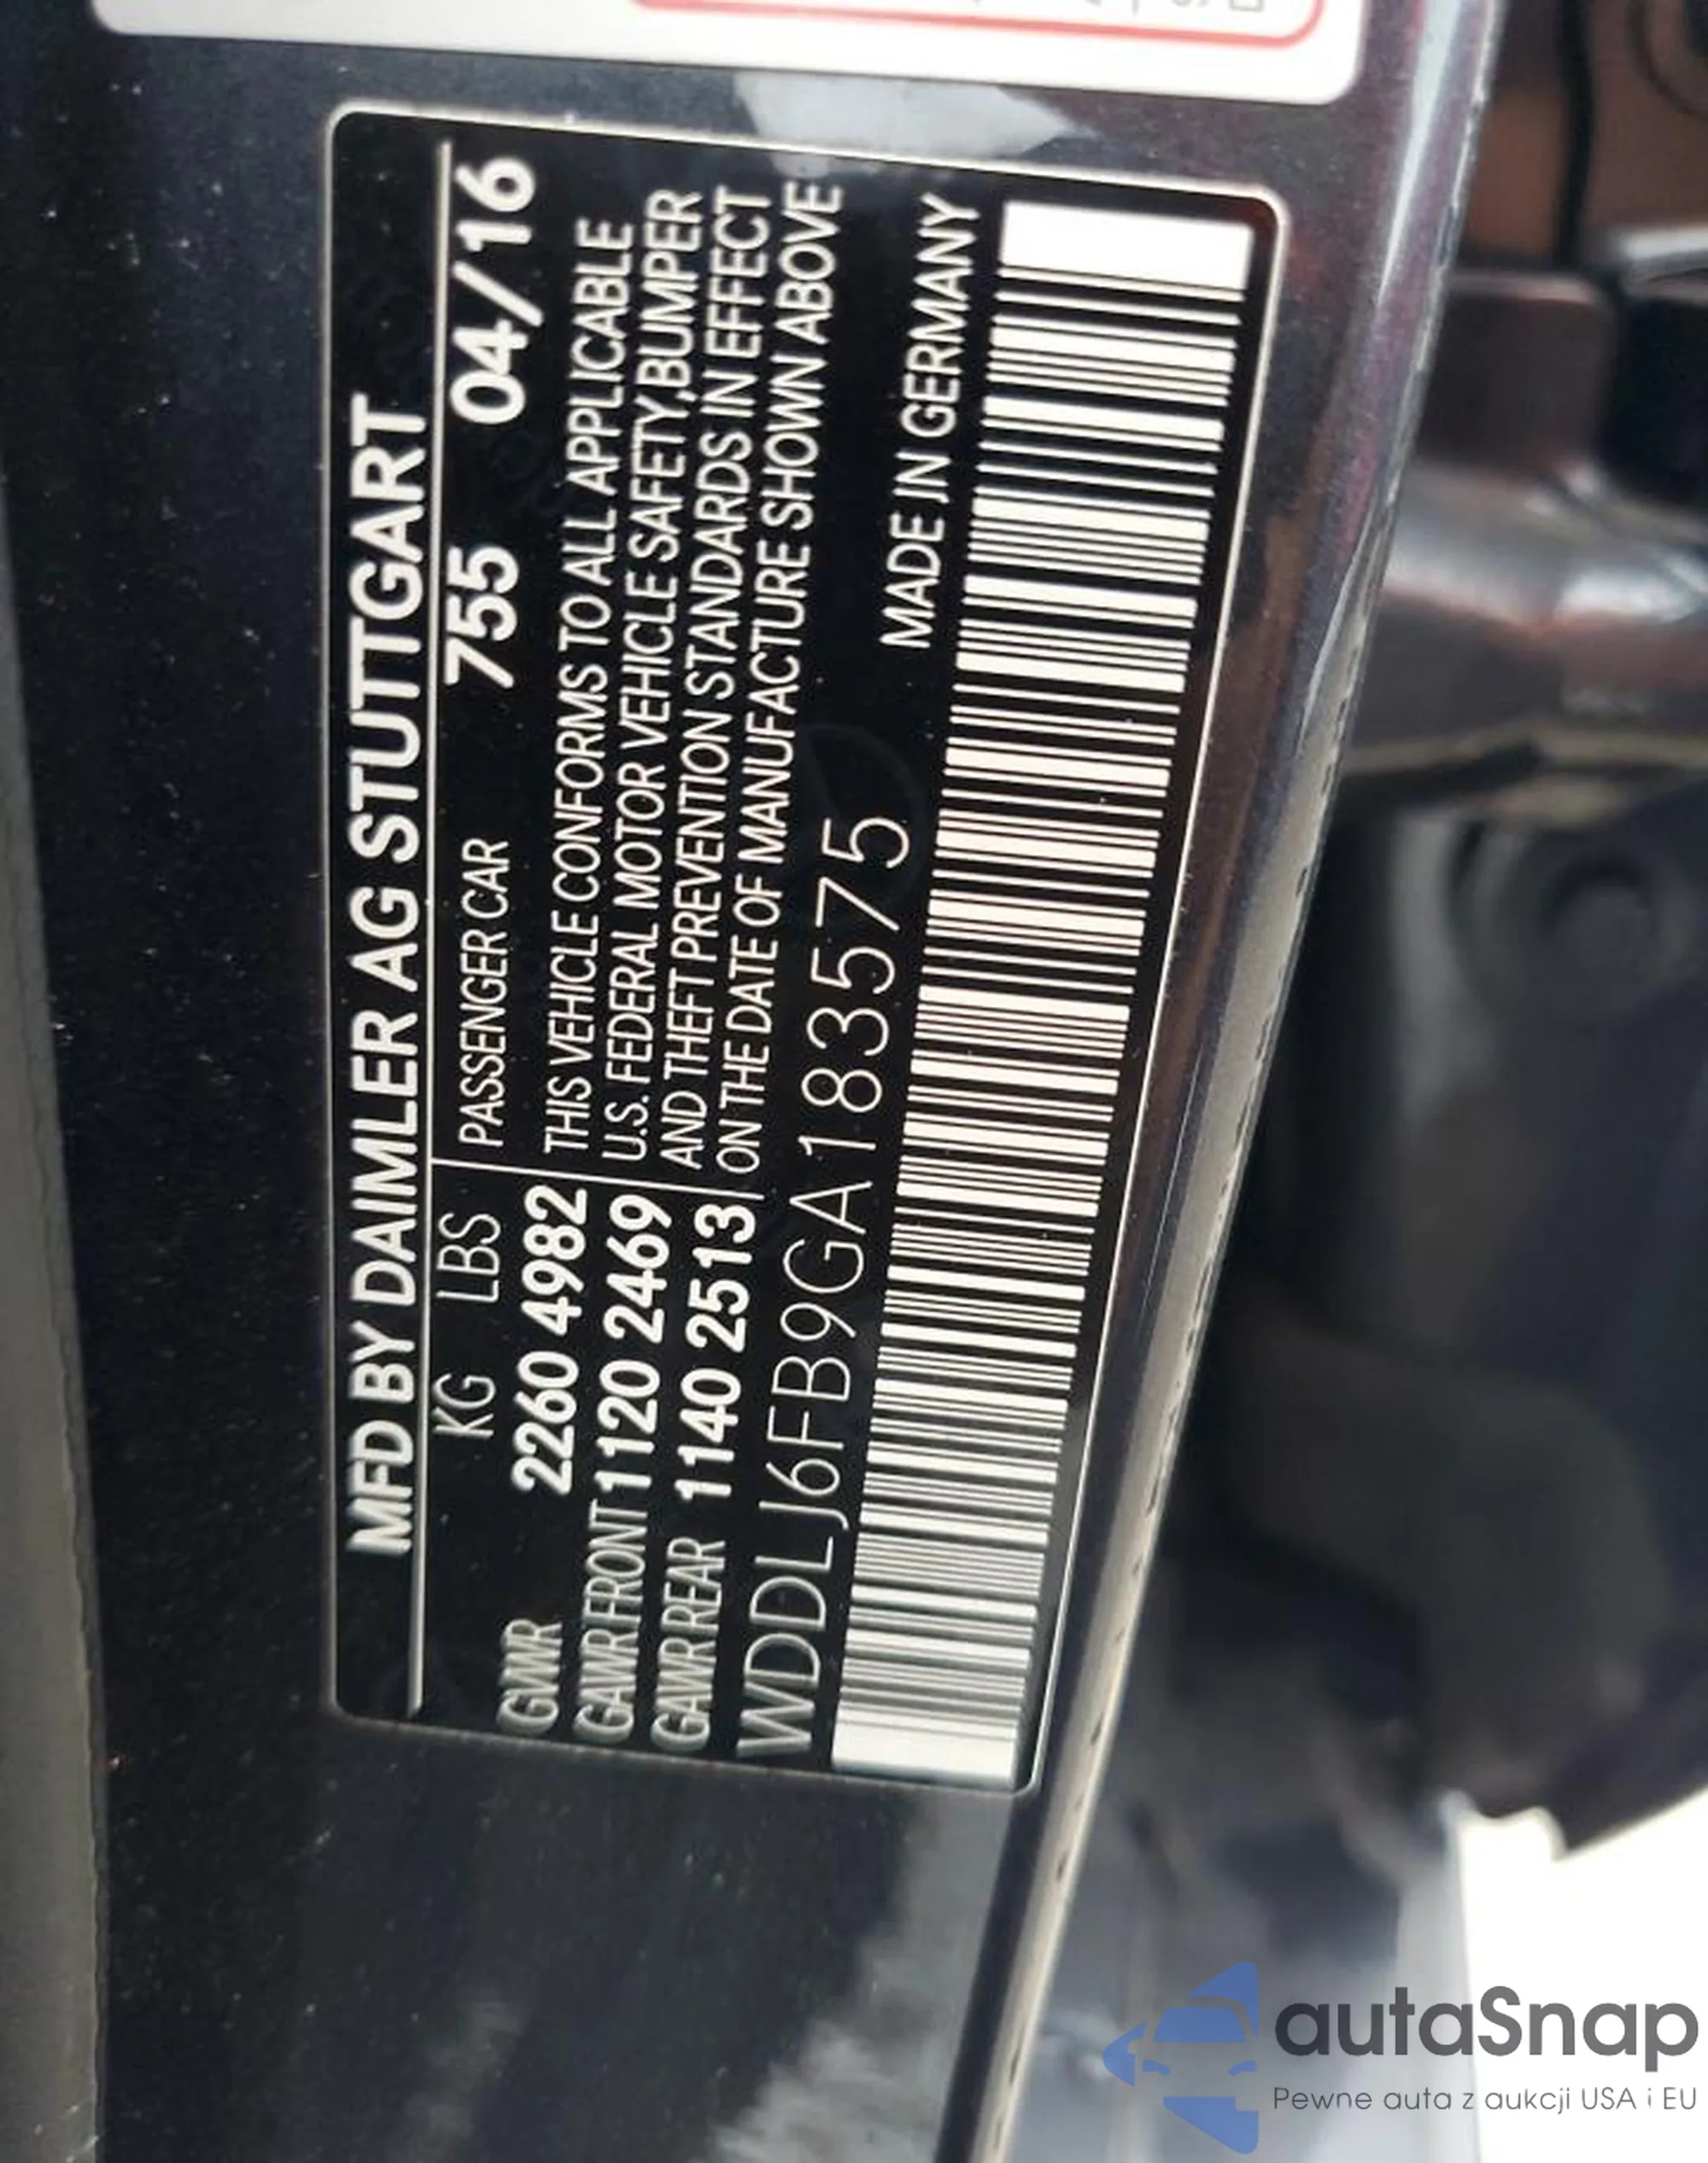 MFD BY DAIMLER AG STUTTGART
KG LBS PASSENGER CAR 755 04/16
GVWR 2260 4982 THIS VEHICLE CONFORMS TO ALL APPLICABLE
GAWR FRONT 1120 2469 U.S. FEDERAL MOTOR VEHICLE SAFETY,BUMPER
GAWR REAR 1140 2513 AND THEFT PREVENTION STANDARDS IN EFFECT
ON THE DATE OF MANUFACTURE SHOWN ABOVE
WDDLJ6FB9GA183575
MADE IN GERMANY
autaSnap
Pewne auta z aukcji USA i EU